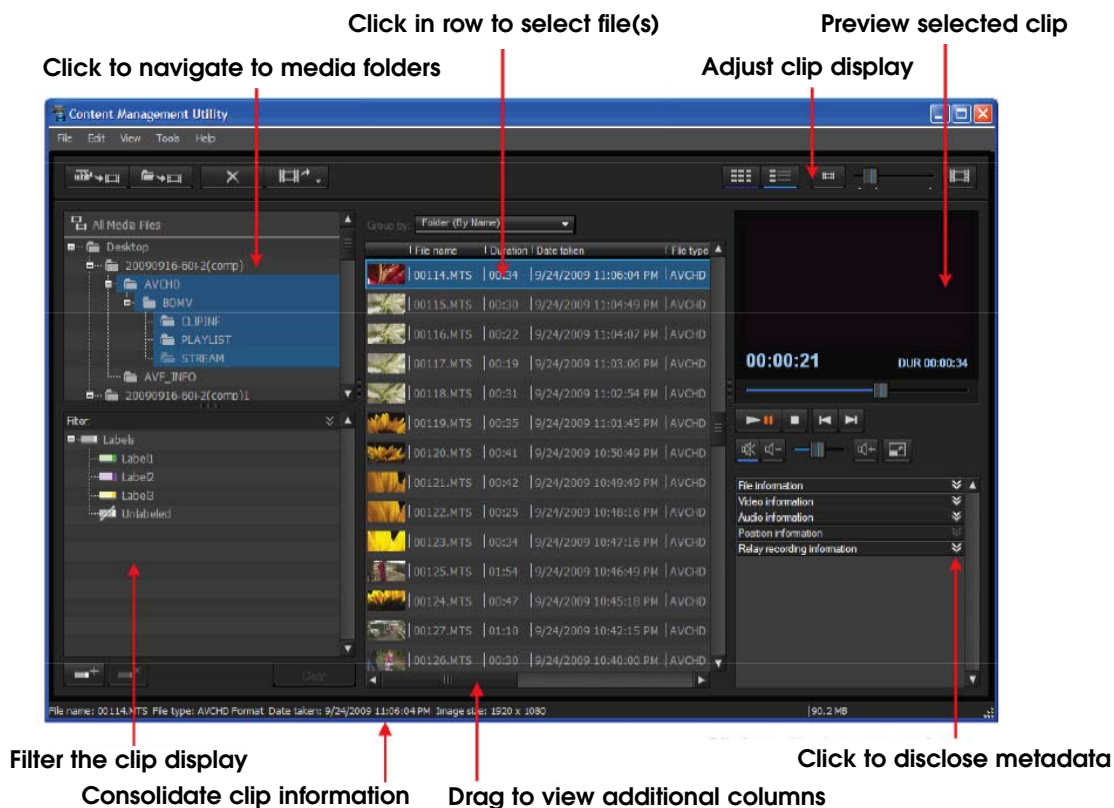 Click in row to select file(s)
Preview selected clip
Click to navigate to media folders
Adjust clip display
Content Management Utility
File Edit View Tools Help
All Media Files
Desktop
20090916-60i-2(comp)
AVCHD
BDMV
CLIPINF
PLAYLIST
STREAM
AVF_INFO
20090916-60i-2(comp)1
Filter:
Labels
Label1
Label2
Label3
Unlabeled
Clear
Group by: Folder (By Name)
File name Duration Date taken File type
00114.MTS 00:34 9/24/2009 11:06:04 PM AVCHD
00115.MTS 00:30 9/24/2009 11:04:49 PM AVCHD
00116.MTS 00:22 9/24/2009 11:04:07 PM AVCHD
00117.MTS 00:19 9/24/2009 11:03:06 PM AVCHD
00118.MTS 00:31 9/24/2009 11:02:54 PM AVCHD
00119.MTS 00:35 9/24/2009 11:01:45 PM AVCHD
00120.MTS 00:41 9/24/2009 10:50:49 PM AVCHD
00121.MTS 00:42 9/24/2009 10:49:49 PM AVCHD
00122.MTS 00:25 9/24/2009 10:48:16 PM AVCHD
00123.MTS 00:34 9/24/2009 10:47:16 PM AVCHD
00125.MTS 01:54 9/24/2009 10:46:49 PM AVCHD
00124.MTS 00:47 9/24/2009 10:45:18 PM AVCHD
00127.MTS 01:10 9/24/2009 10:42:15 PM AVCHD
00126.MTS 00:30 9/24/2009 10:40:00 PM AVCHD
00:00:21 DUR 00:00:34
File information
Video information
Audio information
Position information
Relay recording information
File name: 00114.MTS File type: AVCHD Format Date taken: 9/24/2009 11:06:04 PM Image size: 1920 x 1080 90.2 MB
Filter the clip display
Click to disclose metadata
Consolidate clip information
Drag to view additional columns